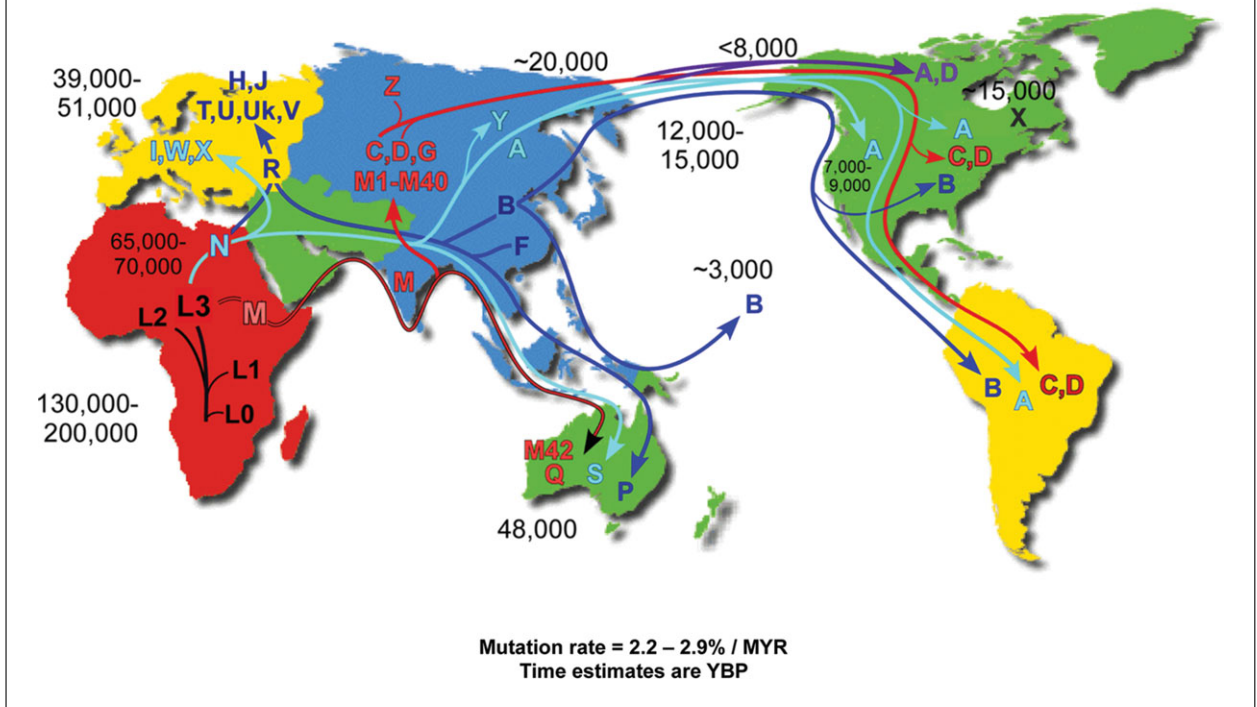 39,000-
51,000
H,J
T,U,Uk,V
I,W,X
R
Z
C,D,G
M1-M40
~20,000
<8,000
Y
A
12,000-
15,000
A,D
~15,000
X
A
A
C,D
7,000-
9,000
B
65,000-
70,000
N
B
F
M
~3,000
B
L3
M
L2
L1
L0
130,000-
200,000
B
A
C,D
M42
Q
S
P
48,000
Mutation rate = 2.2 – 2.9% / MYR
Time estimates are YBP